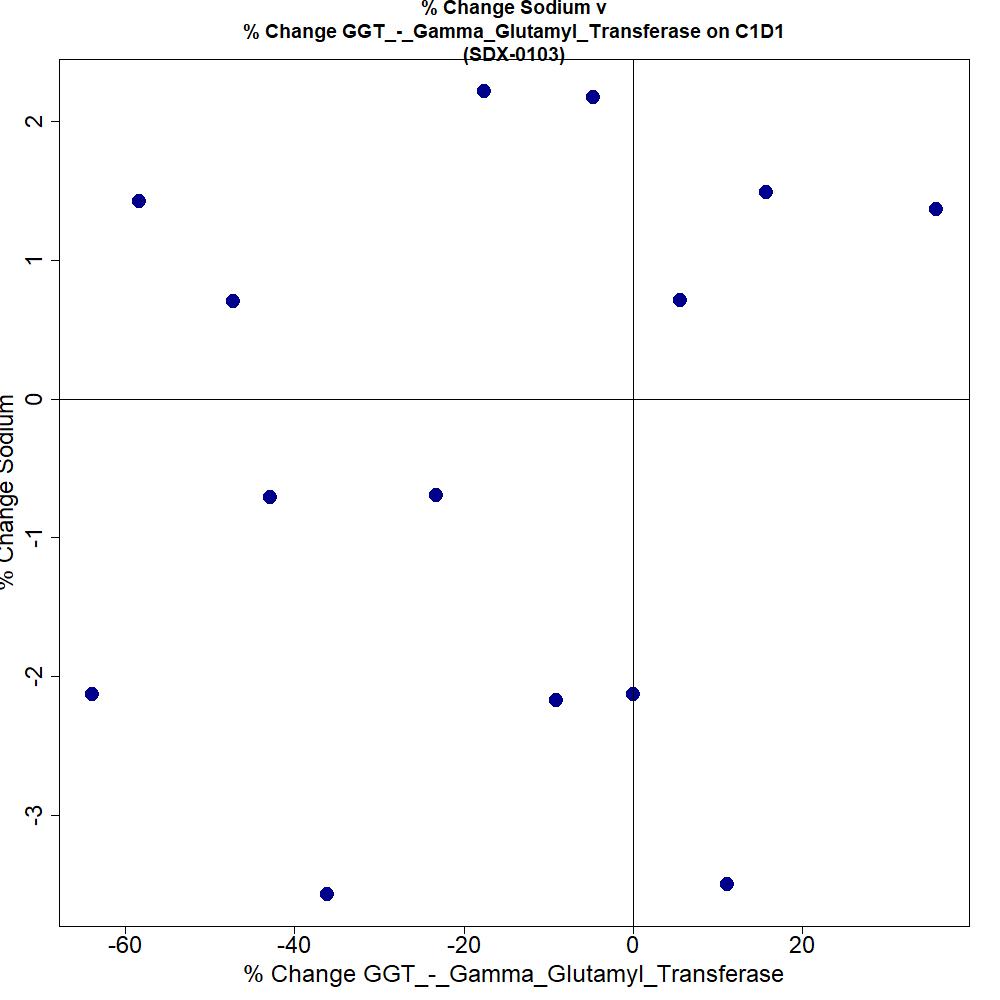 % Change Sodium v
% Change GGT_-_Gamma_Glutamyl_Transferase on C1D1
(SDX-0103)
2
1
0
-1
-2
-3
% Change Sodium
-60
-40
-20
0
20
% Change GGT_-_Gamma_Glutamyl_Transferase